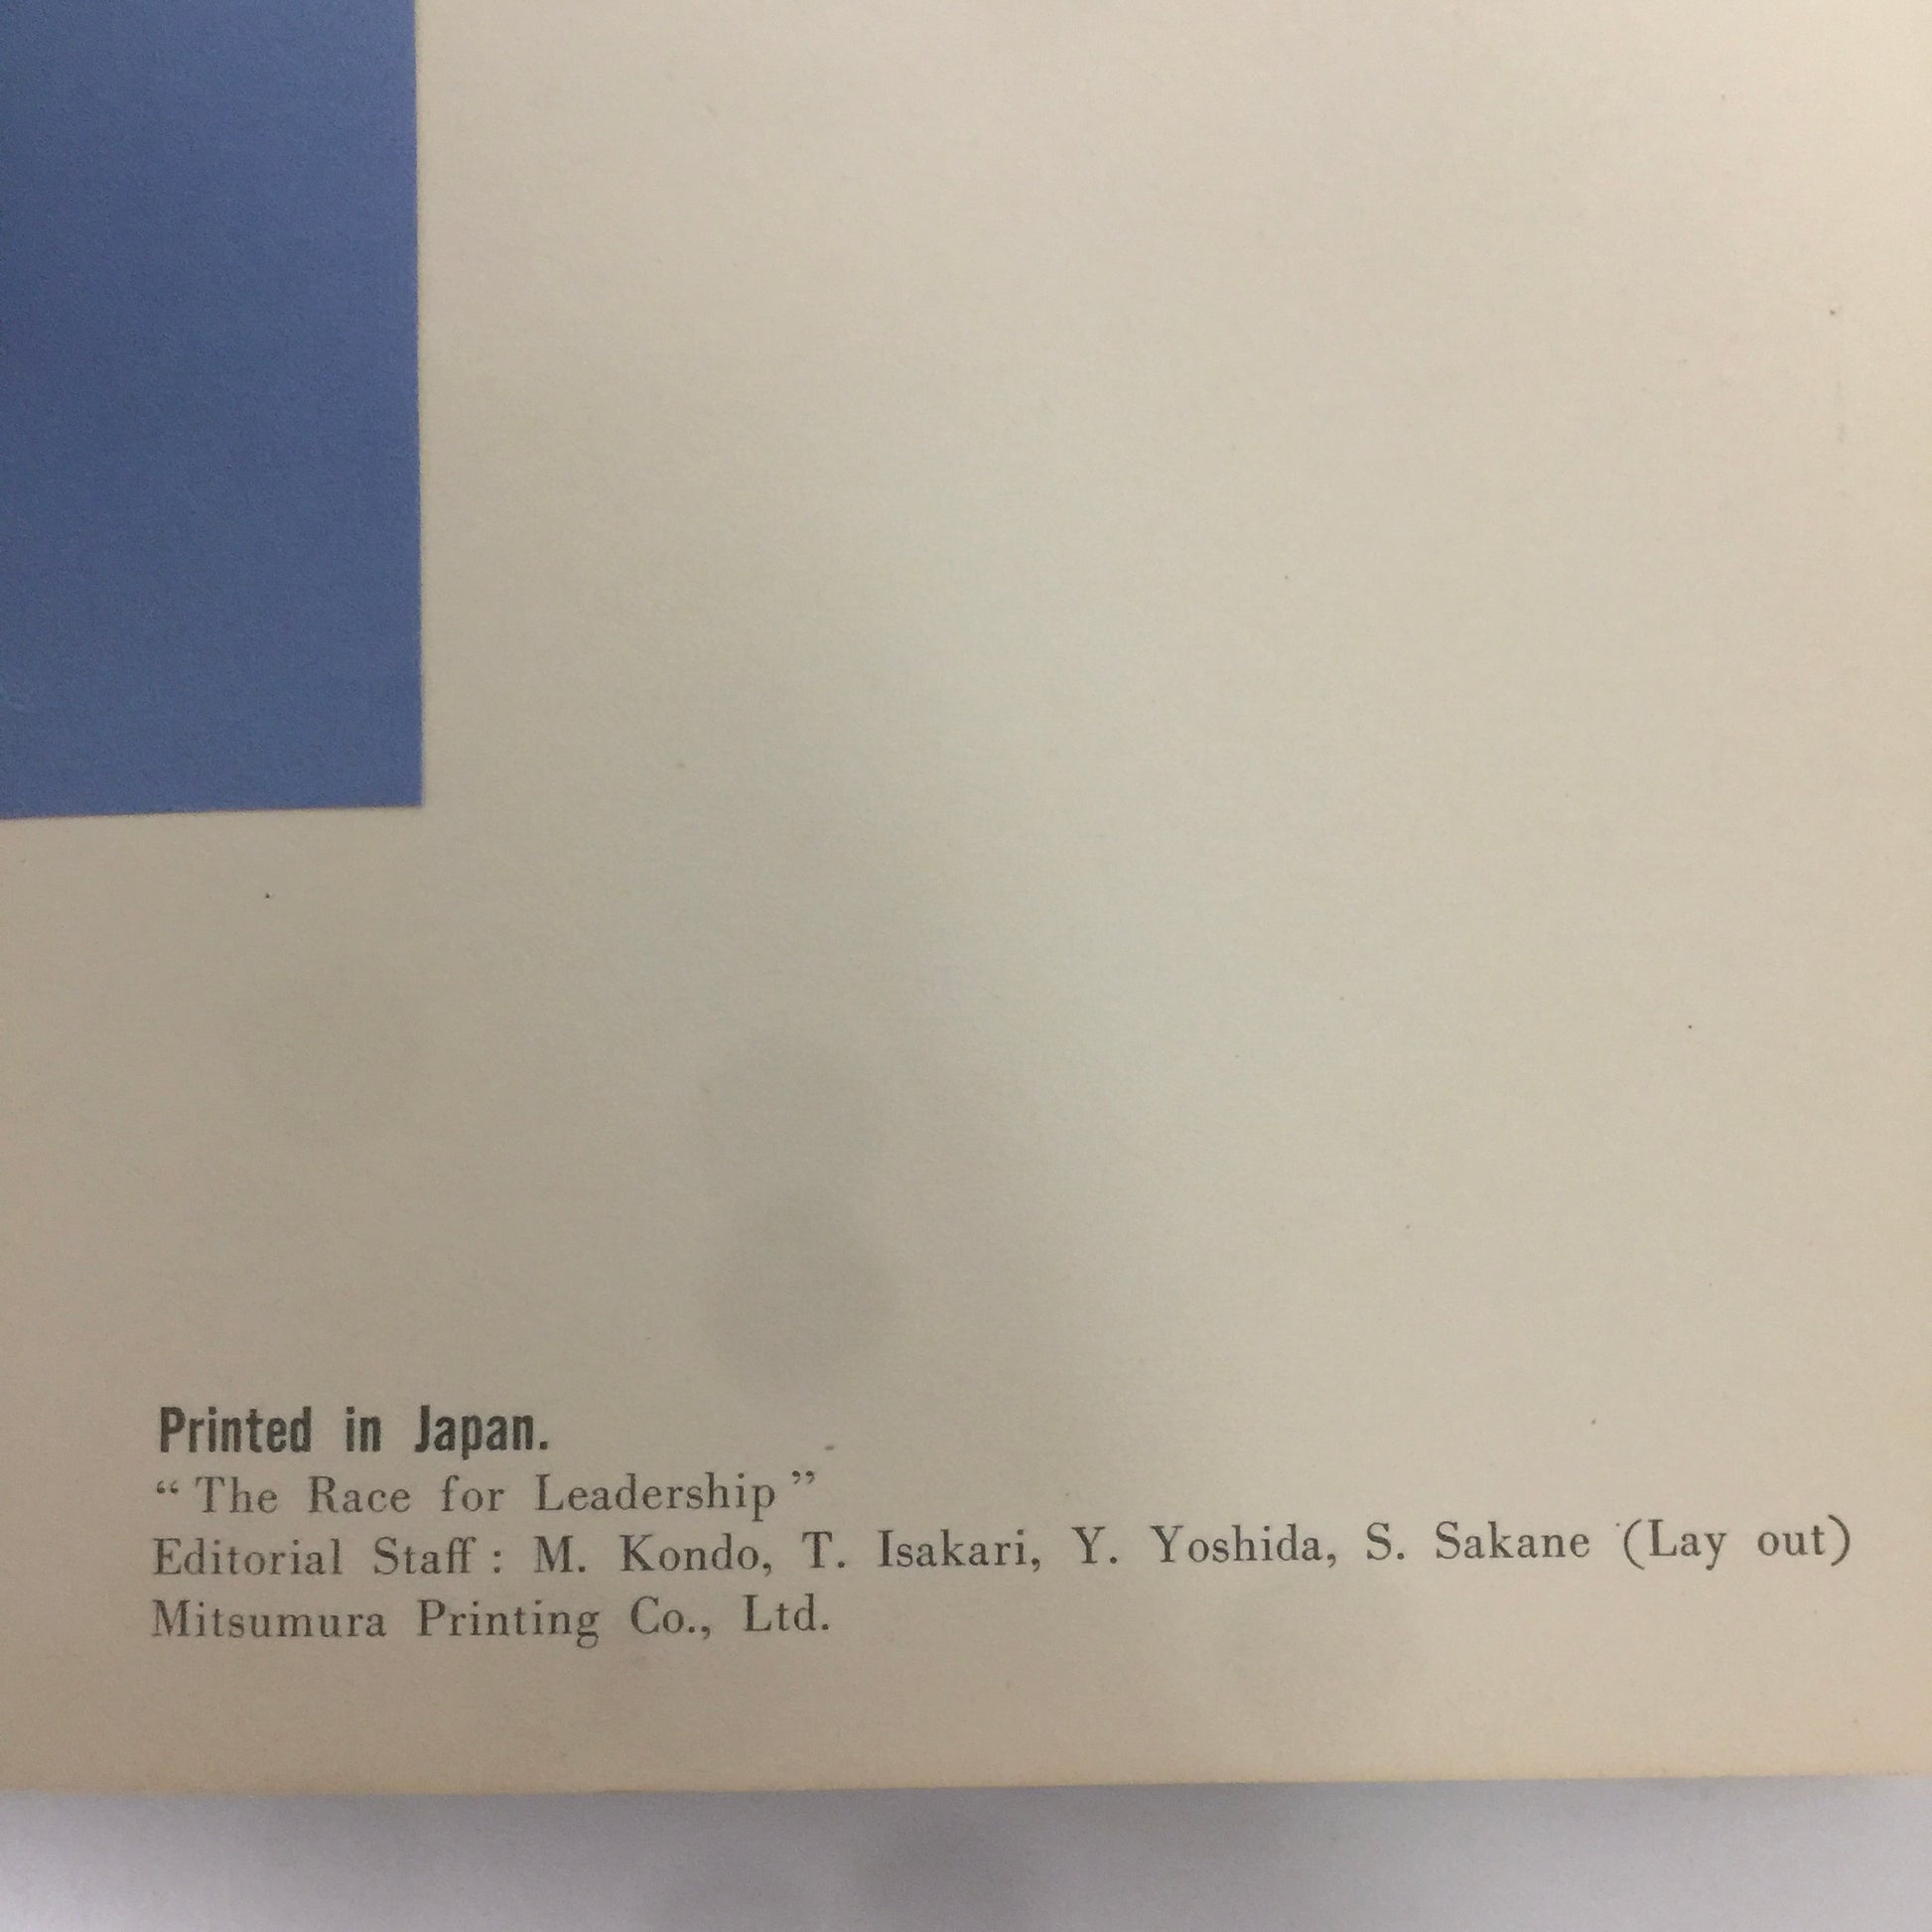 Printed in Japan.
“The Race for Leadership”
Editorial Staff : M. Kondo, T. Isakari, Y. Yoshida, S. Sakane (Lay out)
Mitsumura Printing Co., Ltd.